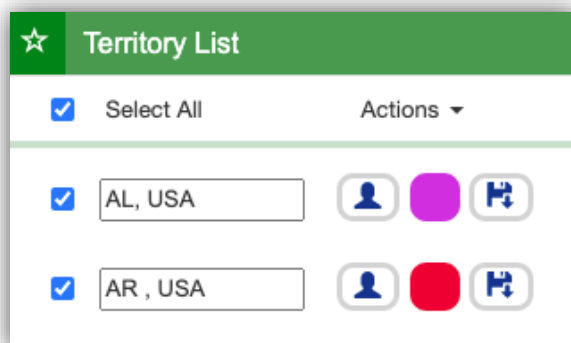 Territory List
Select All Actions
AL, USA
AR , USA